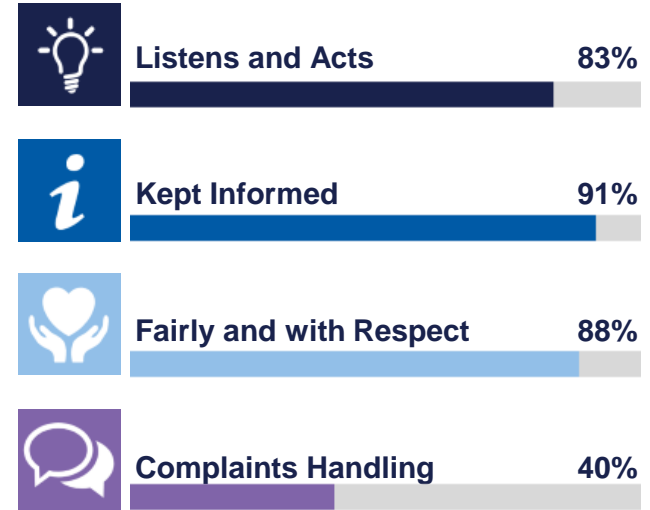 Listens and Acts 83%
Kept Informed 91%
Fairly and with Respect 88%
Complaints Handling 40%